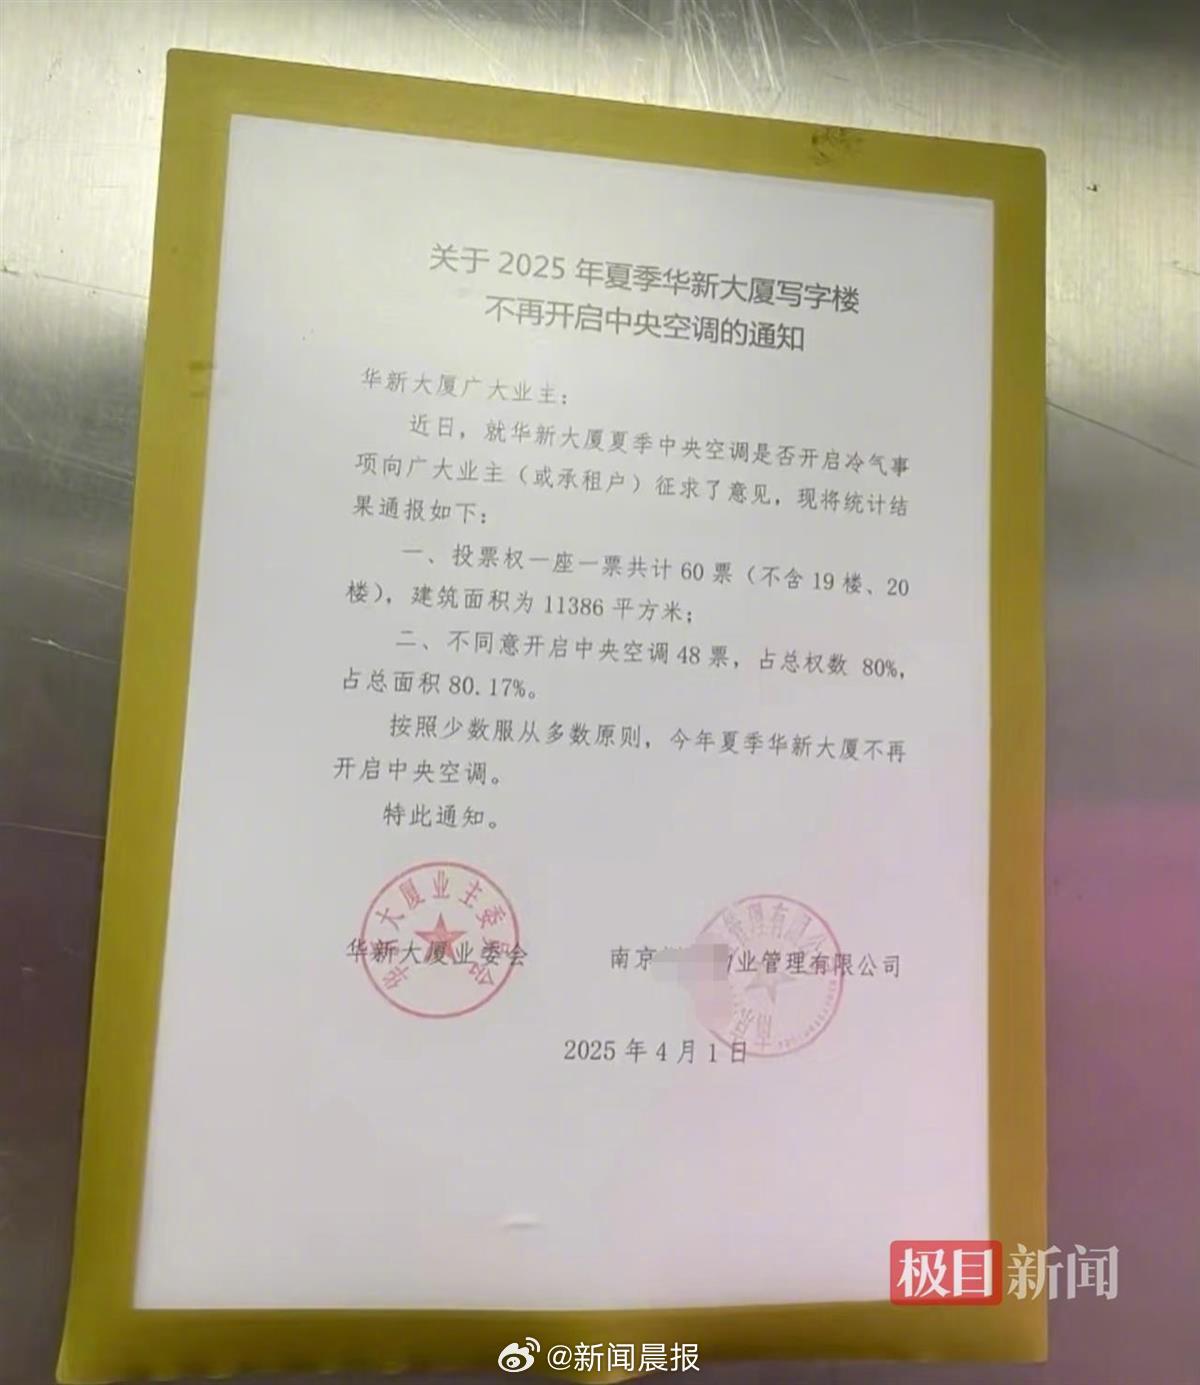 关于 2025 年夏季华新大厦写字楼
不再开启中央空调的通知
华新大厦广大业主：
近日，就华新大厦夏季中央空调是否开启冷气事
项向广大业主（或承租户）征求了意见，现将统计结
果通报如下：
一、投票权一座一票共计 60 票（不含 19 楼、20
楼），建筑面积为 11386 平方米；
二、不同意开启中央空调 48 票，占总权数 80%，
占总面积 80.17%。
按照少数服从多数原则，今年夏季华新大厦不再
开启中央空调。
特此通知。
华新大厦业主委员会
华新大厦业委会
南京 业管理有限公司
管理有限公
2025 年 4 月 1 日
极目新闻
@新闻晨报